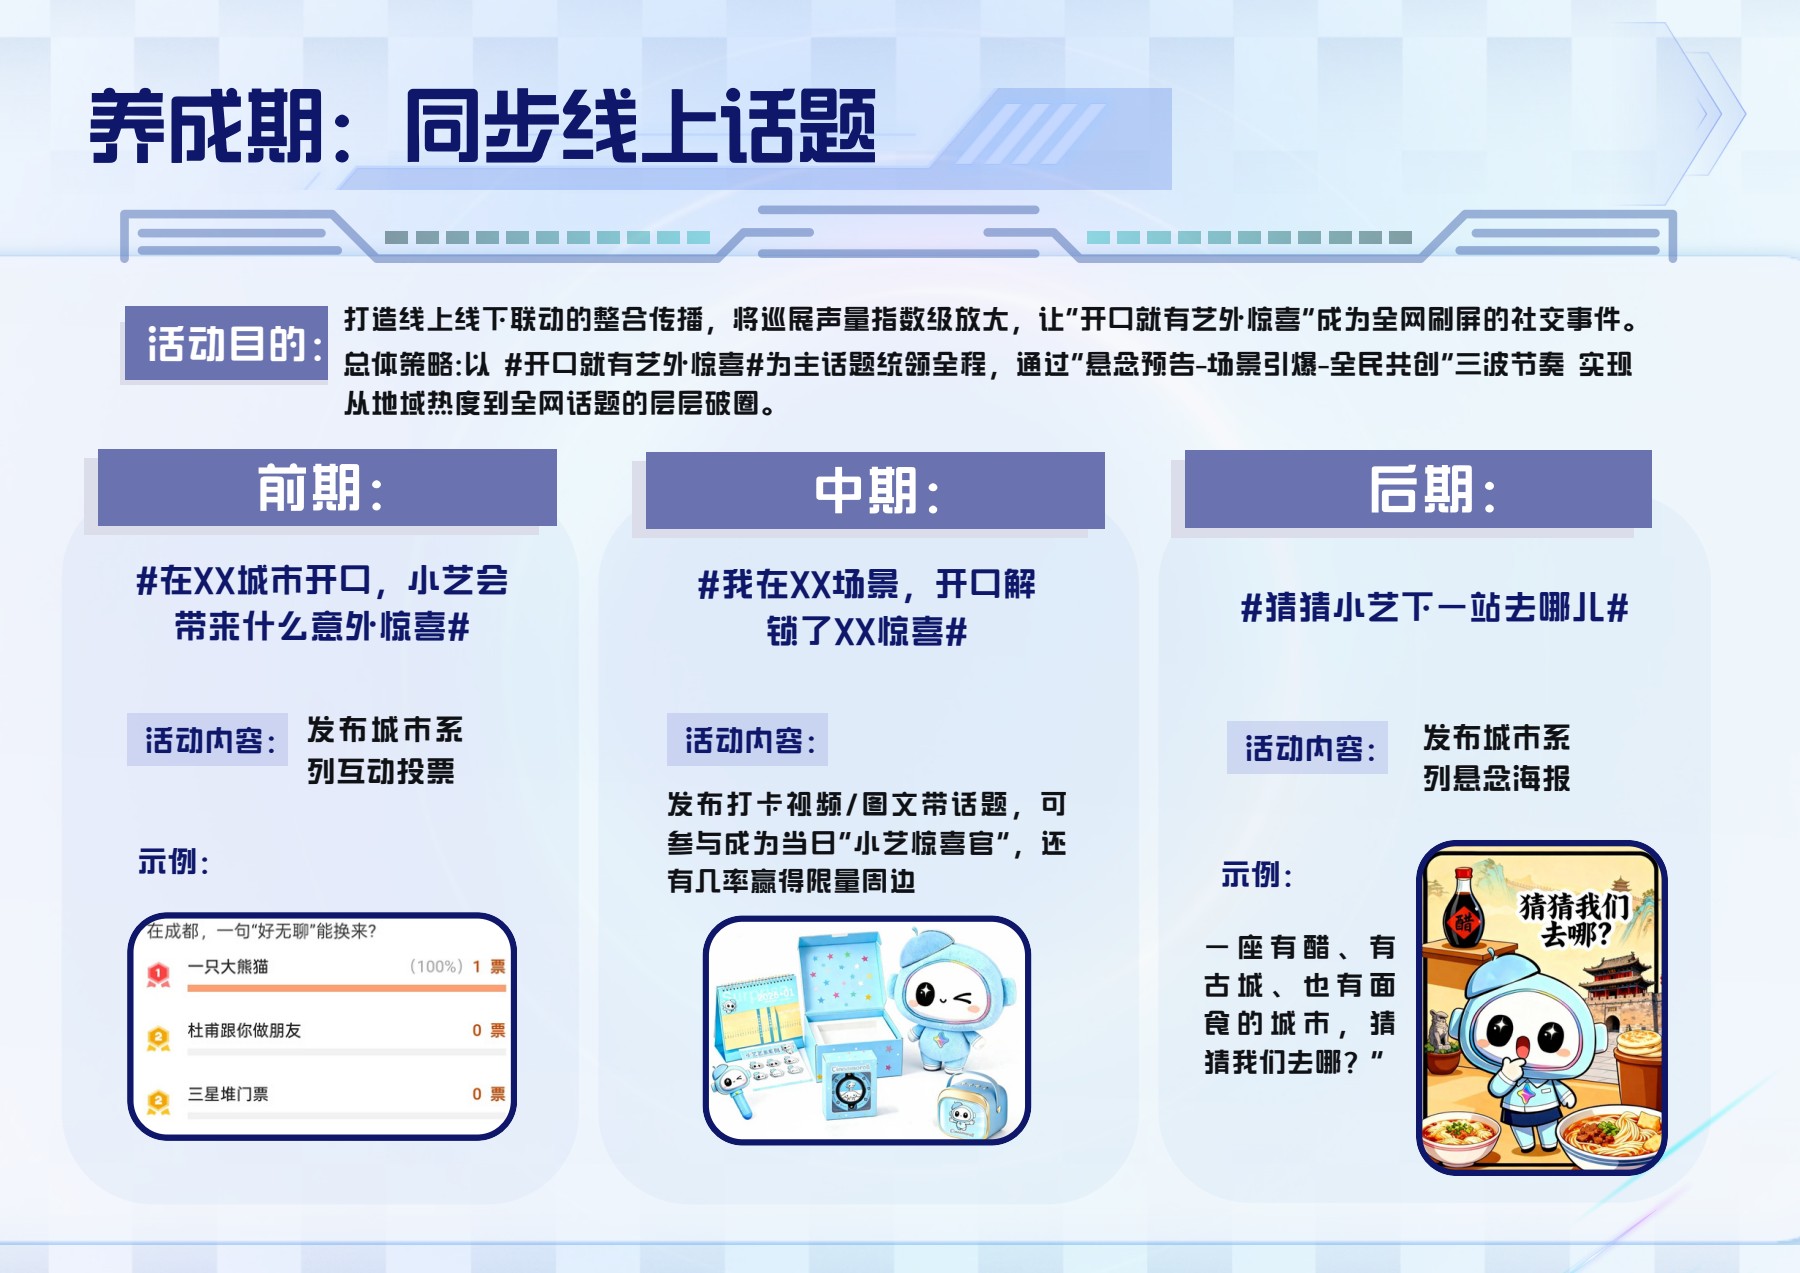 养成期：同步线上话题
活动目的：
打造线上线下联动的整合传播，将巡展声量指数级放大，让"开口就有艺外惊喜"成为全网刷屏的社交事件。
总体策略:以 #开口就有艺外惊喜#为主话题统领全程，通过"悬念预告-场景引爆-全民共创"三波节奏 实现
从地域热度到全网话题的层层破圈。
前期：
#在XX城市开口，小艺会
带来什么意外惊喜#
活动内容：
发布城市系
列互动投票
示例：
在成都，一句"好无聊"能换来？
1
一只大熊猫
(100%) 1 票
2
杜甫跟你做朋友
0 票
2
三星堆门票
0 票
中期：
#我在XX场景，开口解
锁了XX惊喜#
活动内容：
发布打卡视频/图文带话题，可
参与成为当日"小艺惊喜官"，还
有几率赢得限量周边
后期：
#猜猜小艺下一站去哪儿#
活动内容：
发布城市系
列悬念海报
示例：
一座有醋、有
古城、也有面
食的城市，猜
猜我们去哪？"
醋
猜猜我们
去哪?